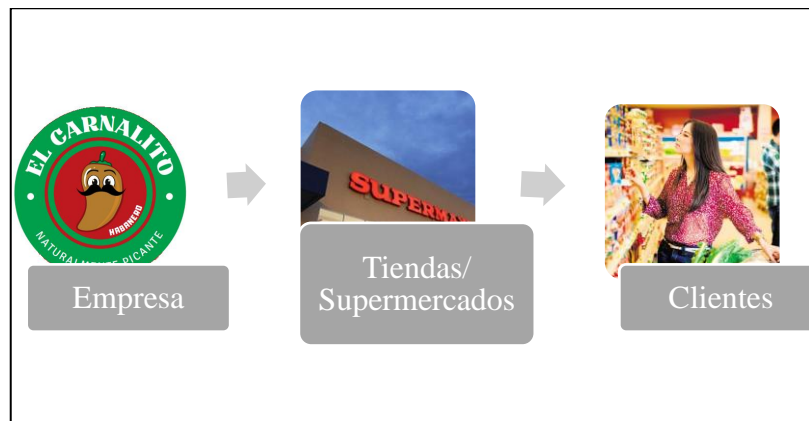 EL CARNALITO
HABANERO
NATURALMENTE PICANTE
Empresa
SUPERMA
Tiendas/
Supermercados
Clientes